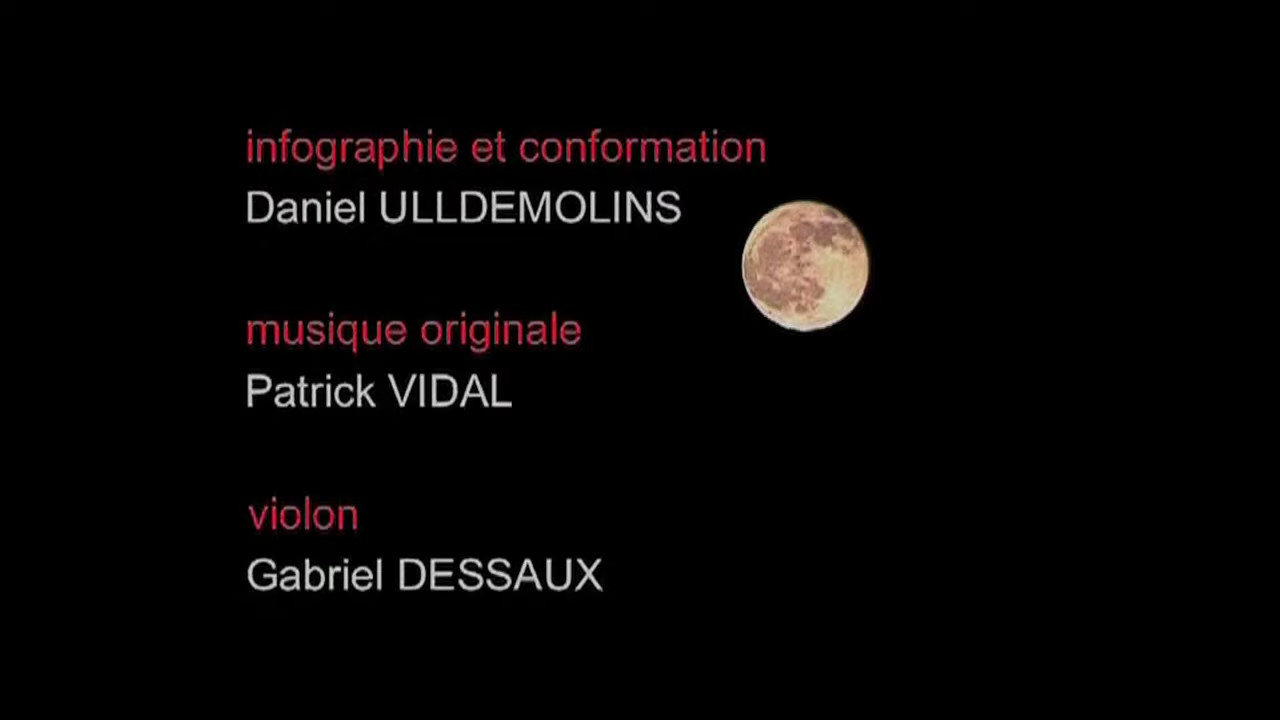 infographie et conformation
Daniel ULLDEMOLINS
musique originale
Patrick VIDAL
violon
Gabriel DESSAUX